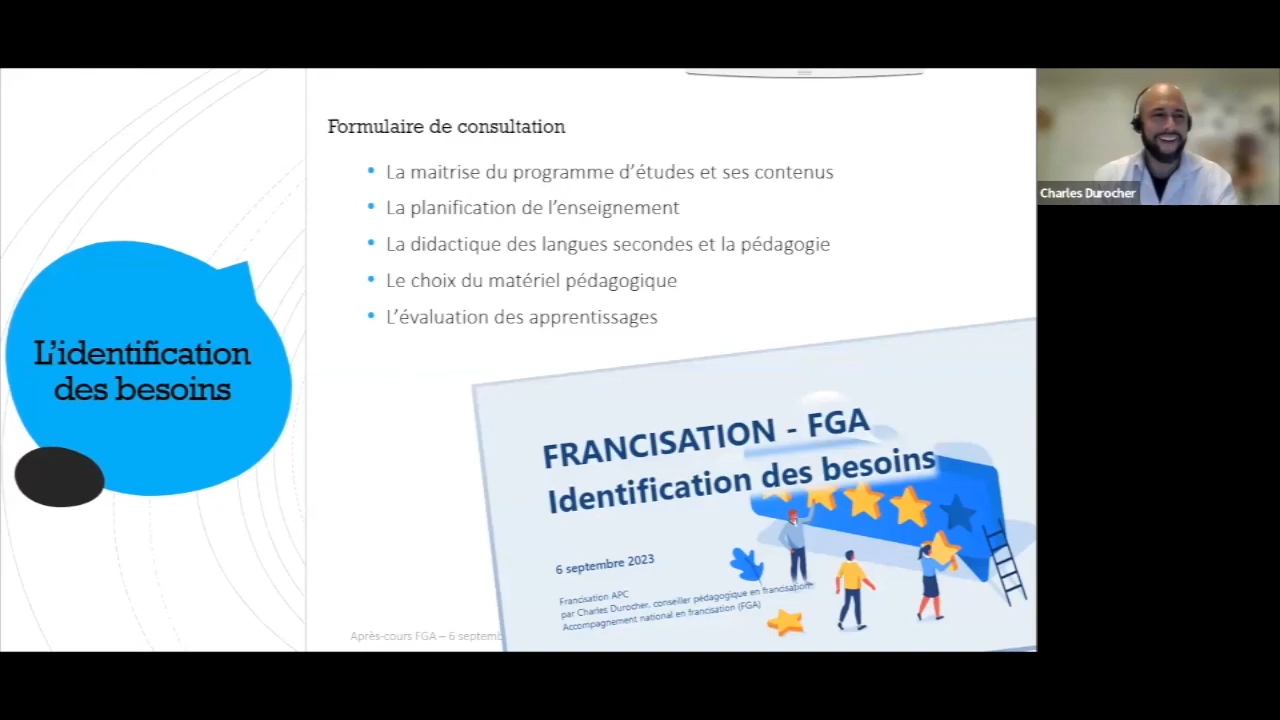 Formulaire de consultation
• La maitrise du programme d'études et ses contenus
• La planification de l'enseignement
• La didactique des langues secondes et la pédagogie
• Le choix du matériel pédagogique
• L'évaluation des apprentissages
L'identification
des besoins
FRANCISATION - FGA
Identification des besoins
6 septembre 2023
Francisation APC
par Charles Durocher, conseiller pédagogique en francisation
Accompagnement national en francisation (FGA)
Après-cours FGA – 6 septemb
Charles Durocher